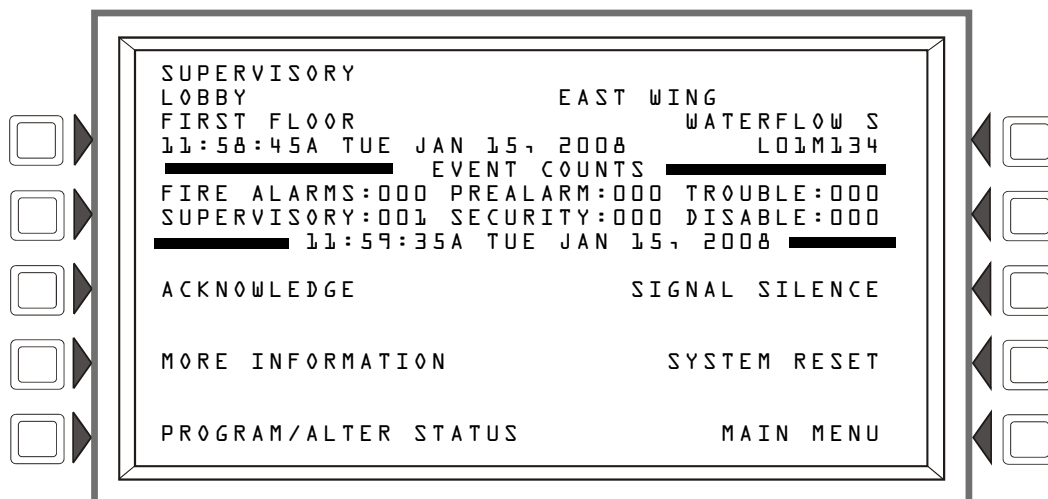 SUPERVISORY
LOBBY EAST WING
FIRST FLOOR WATERFLOW S
11:58:45A TUE JAN 15, 2008 L01M134
EVENT COUNTS
FIRE ALARMS:000 PREALARM:000 TROUBLE:000
SUPERVISORY:001 SECURITY:000 DISABLE:000
11:59:35A TUE JAN 15, 2008
ACKNOWLEDGE SIGNAL SILENCE
MORE INFORMATION SYSTEM RESET
PROGRAM/ALTER STATUS MAIN MENU